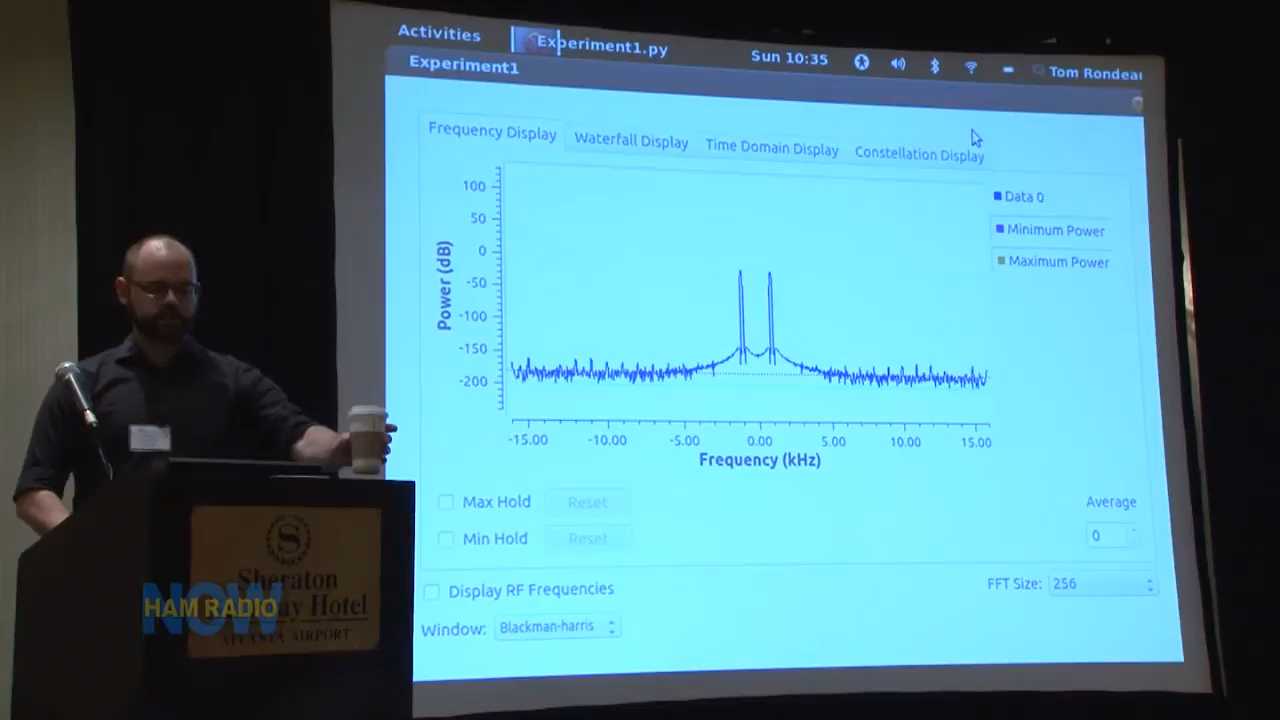 Activities
Experiment1.py
Sun 10:35
Tom Rondeau
Experiment1
Frequency Display
Waterfall Display
Time Domain Display
Constellation Display
100
50
0
-50
-100
-150
-200
Power (dB)
Data 0
Minimum Power
Maximum Power
-15.00 -10.00 -5.00 0.00 5.00 10.00 15.00
Frequency (kHz)
Max Hold
Reset
Average
Min Hold
Reset
0
Display RF Frequencies
FFT Size: 256
Window: Blackman-harris
S
Sheraton
Hotel
ATLANTA AIRPORT
NOW
HAM RADIO